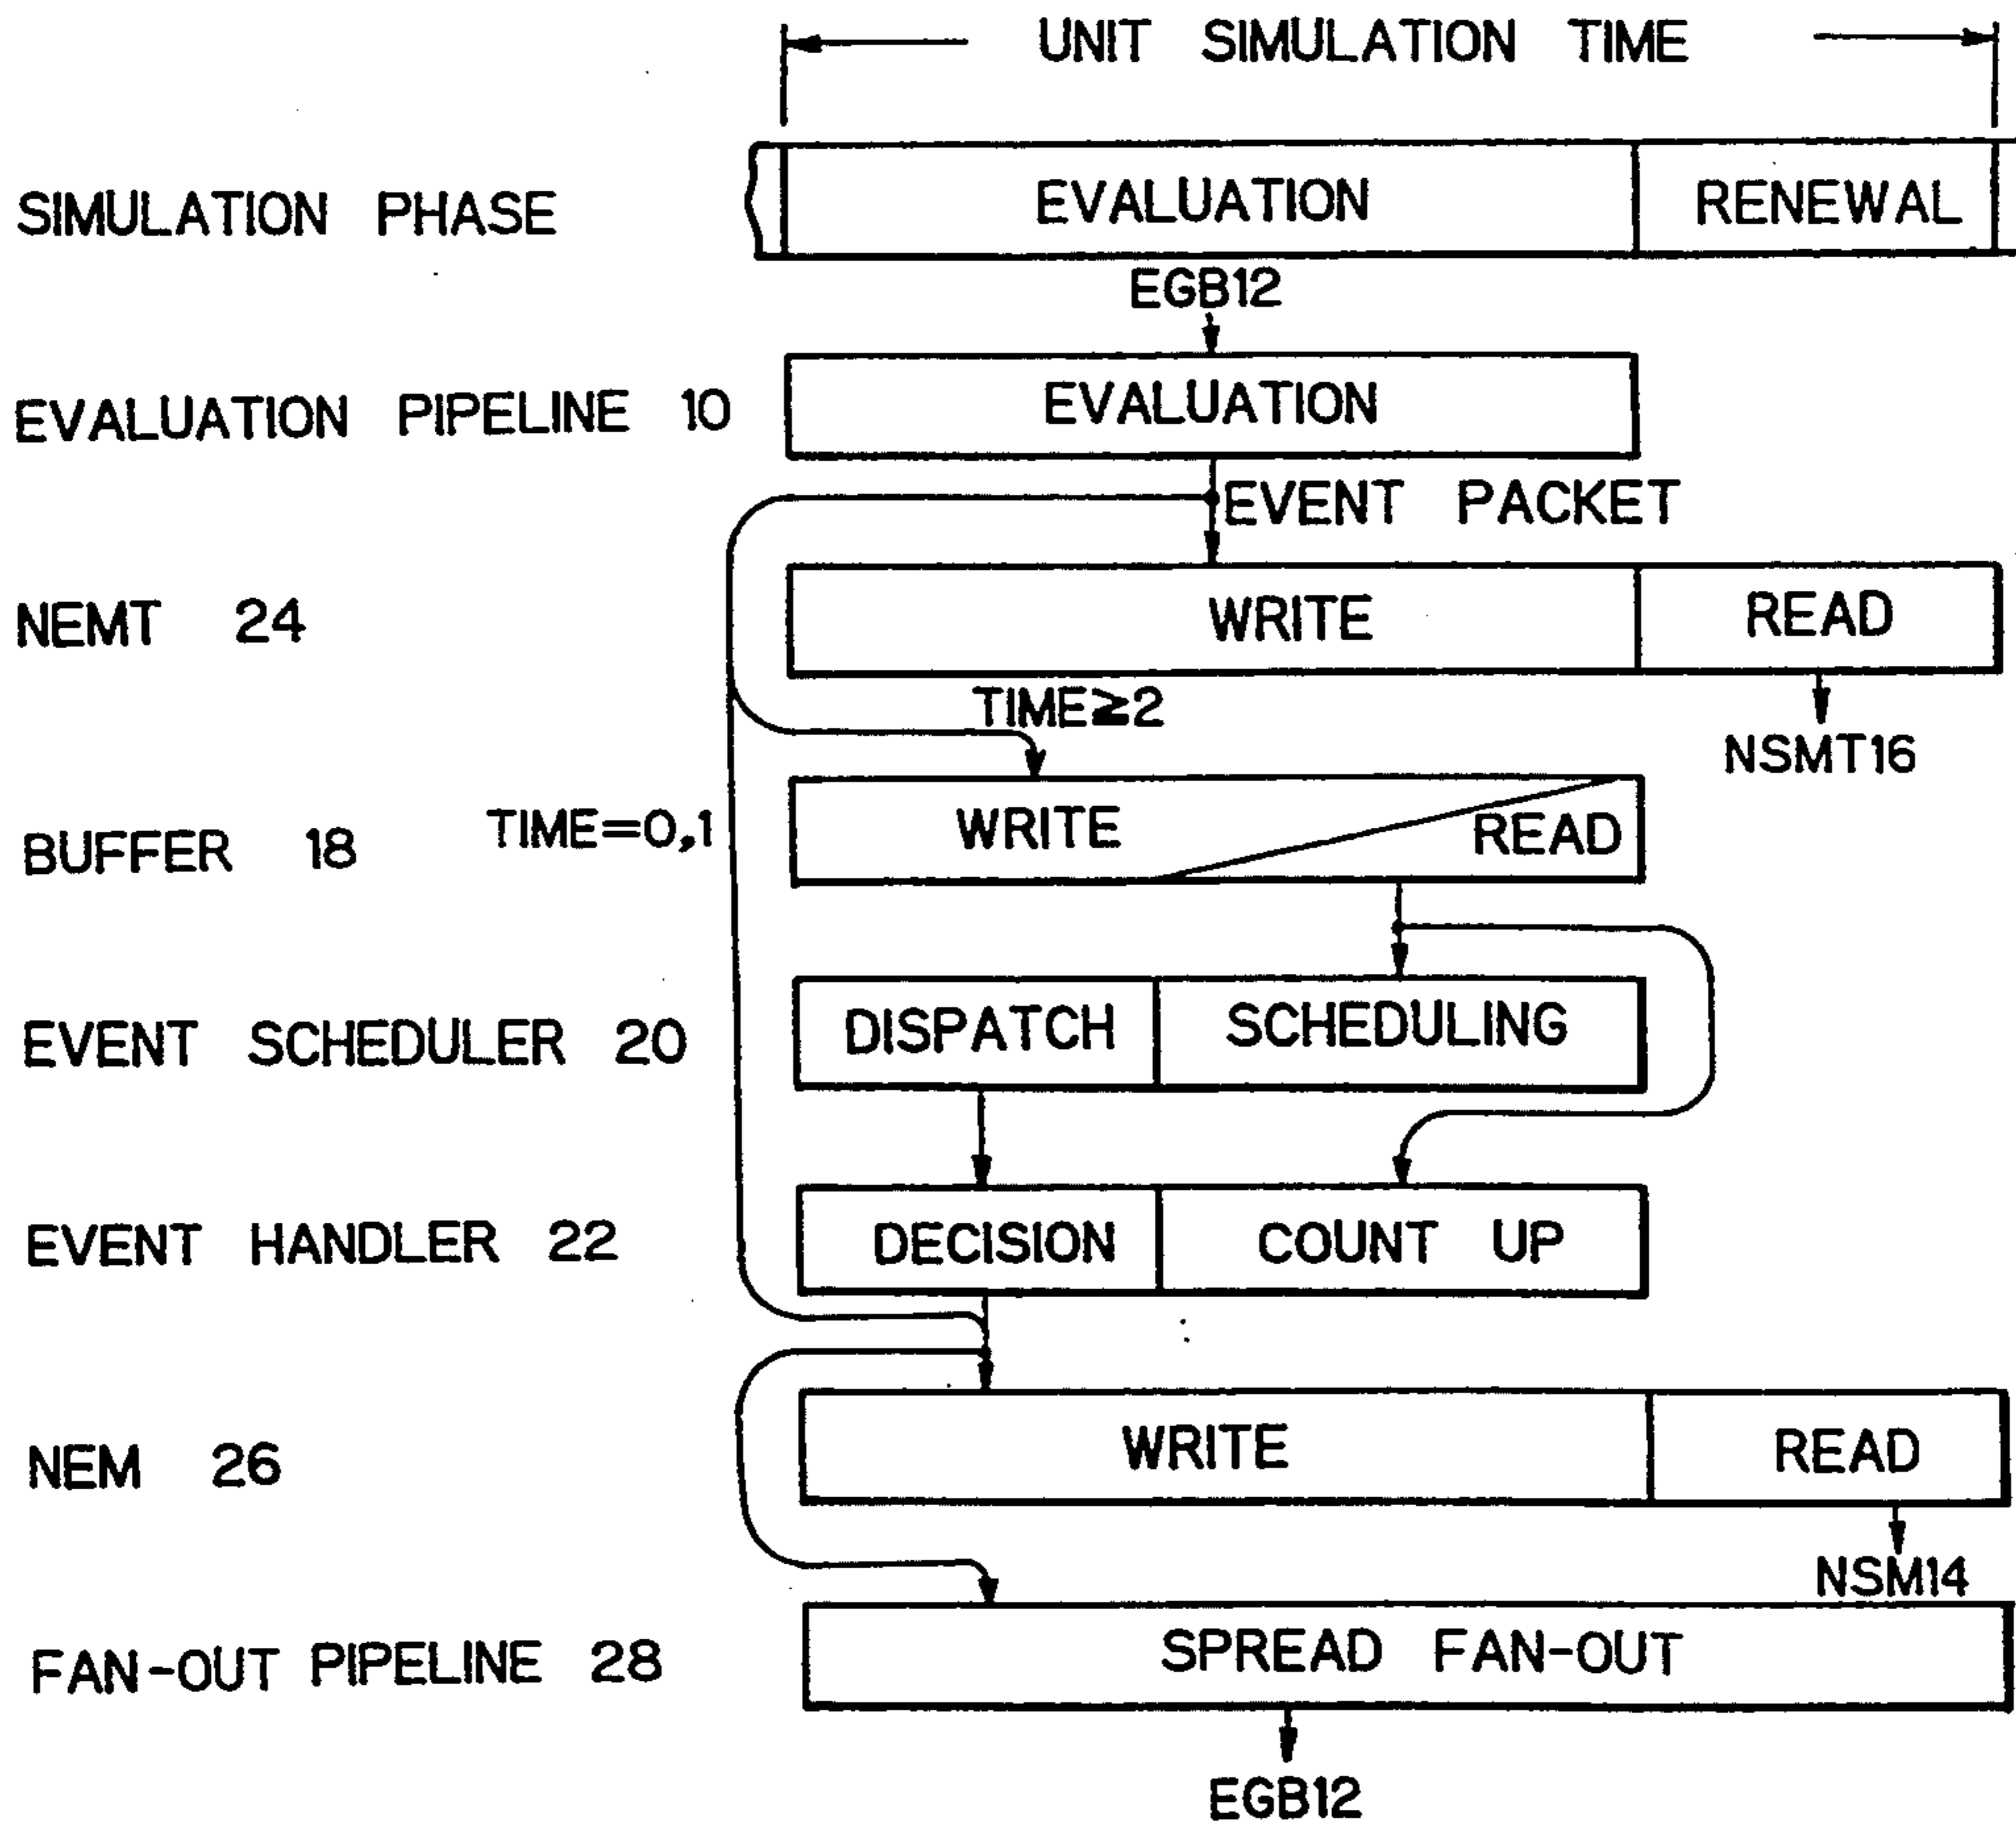 UNIT SIMULATION TIME
SIMULATION PHASE
EVALUATION
RENEWAL
EGB12
EVALUATION PIPELINE 10
EVALUATION
EVENT PACKET
NEMT 24
WRITE
READ
TIME≧2
NSMT16
BUFFER 18
TIME=0,1
WRITE
READ
EVENT SCHEDULER 20
DISPATCH
SCHEDULING
EVENT HANDLER 22
DECISION
COUNT UP
NEM 26
WRITE
READ
NSM14
FAN-OUT PIPELINE 28
SPREAD FAN-OUT
EGB12